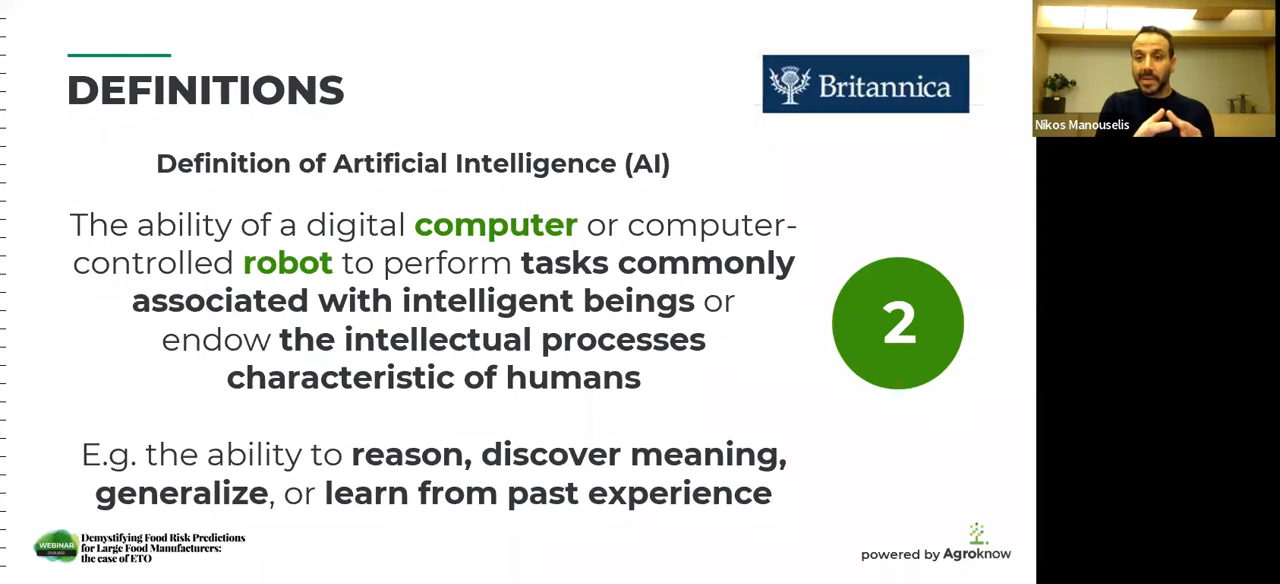 DEFINITIONS
Britannica
Nikos Manouselis
Definition of Artificial Intelligence (AI)
The ability of a digital computer or computer-
controlled robot to perform tasks commonly
associated with intelligent beings or
endow the intellectual processes
characteristic of humans
2
E.g. the ability to reason, discover meaning,
generalize, or learn from past experience
WEBINAR
Demystifying Food Risk Predictions
for Large Food Manufacturers:
the case of ETO
powered by Agroknow